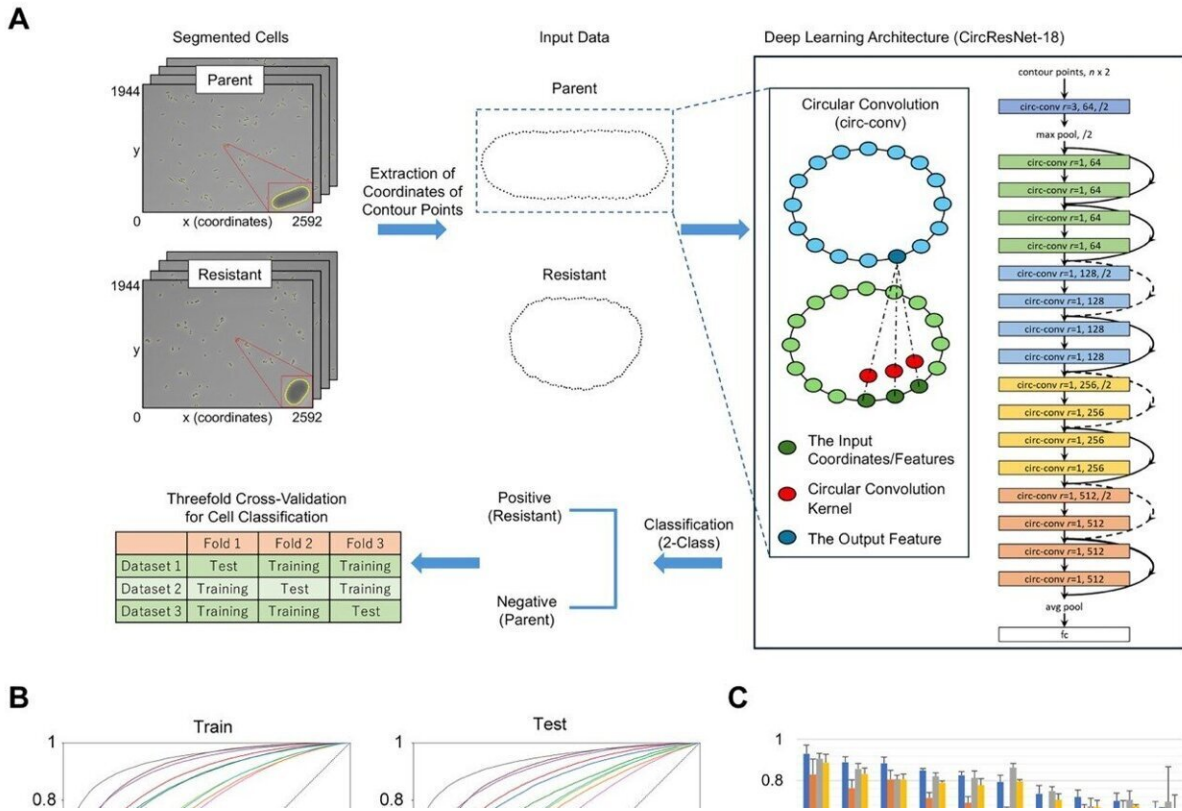 A
Segmented Cells
Input Data
Deep Learning Architecture (CircResNet-18)
Parent
1944
y
0
x (coordinates)
2592
Resistant
1944
y
0
x (coordinates)
2592
Extraction of
Coordinates of
Contour Points
Parent
Resistant
Circular Convolution
(circ-conv)
The Input
Coordinates/Features
Circular Convolution
Kernel
The Output Feature
contour points, n x 2
circ-conv r=3, 64, /2
max pool, /2
circ-conv r=1, 64
circ-conv r=1, 64
circ-conv r=1, 64
circ-conv r=1, 64
circ-conv r=1, 128, /2
circ-conv r=1, 128
circ-conv r=1, 128
circ-conv r=1, 128
circ-conv r=1, 256, /2
circ-conv r=1, 256
circ-conv r=1, 256
circ-conv r=1, 256
circ-conv r=1, 512, /2
circ-conv r=1, 512
circ-conv r=1, 512
circ-conv r=1, 512
avg pool
fc
Classification
(2-Class)
Positive
(Resistant)
Negative
(Parent)
Threefold Cross-Validation
for Cell Classification
Fold 1 Fold 2 Fold 3
Dataset 1 Test Training Training
Dataset 2 Training Test Training
Dataset 3 Training Training Test
B
Train
1
0.8
Test
1
0.8
C
1
0.8